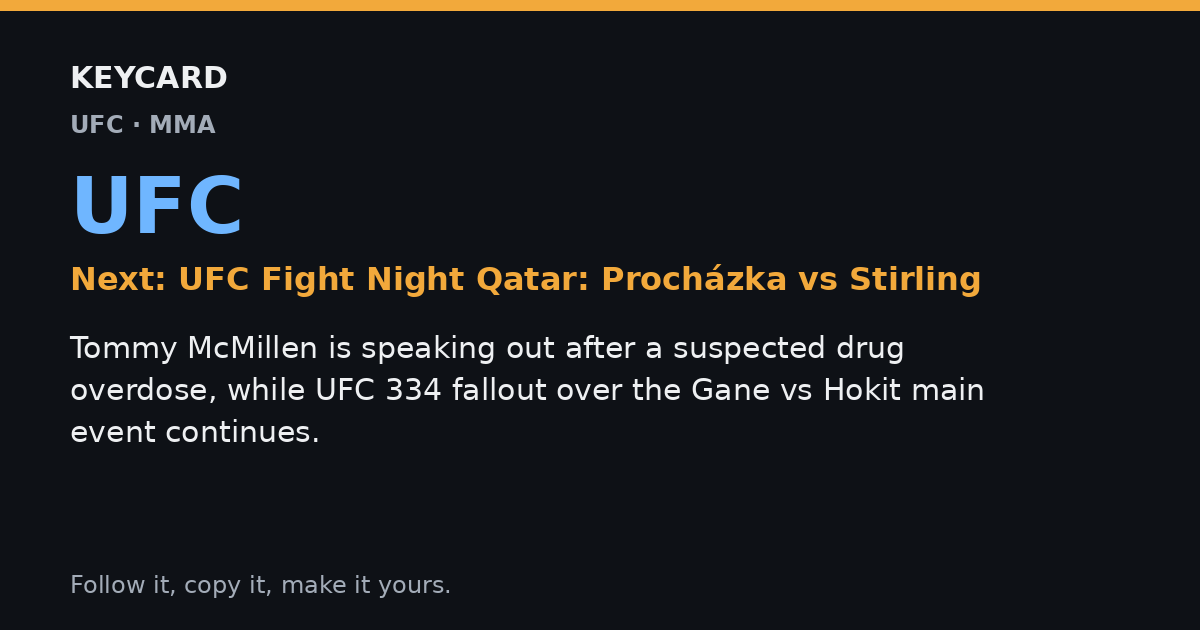 KEYCARD
UFC · MMA
UFC
Next: UFC Fight Night Qatar: Procházka vs Stirling
Tommy McMillen is speaking out after a suspected drug
overdose, while UFC 334 fallout over the Gane vs Hokit main
event continues.
Follow it, copy it, make it yours.